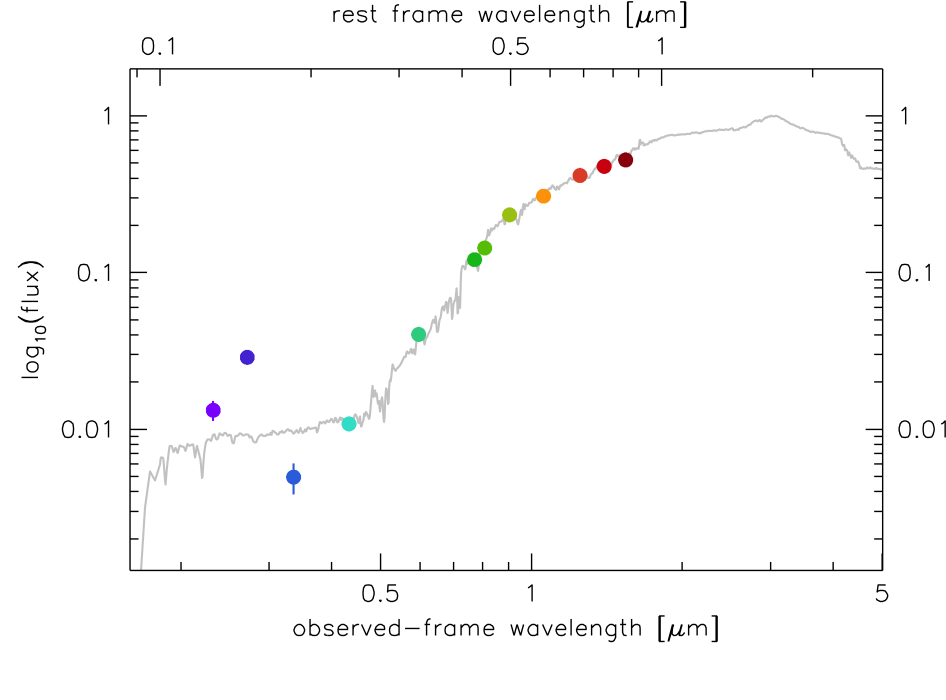 rest frame wavelength [μm]
0.1 0.5 1
1 1
0.1 0.1
0.01 0.01
log10(flux)
0.5 1 5
observed-frame wavelength [μm]